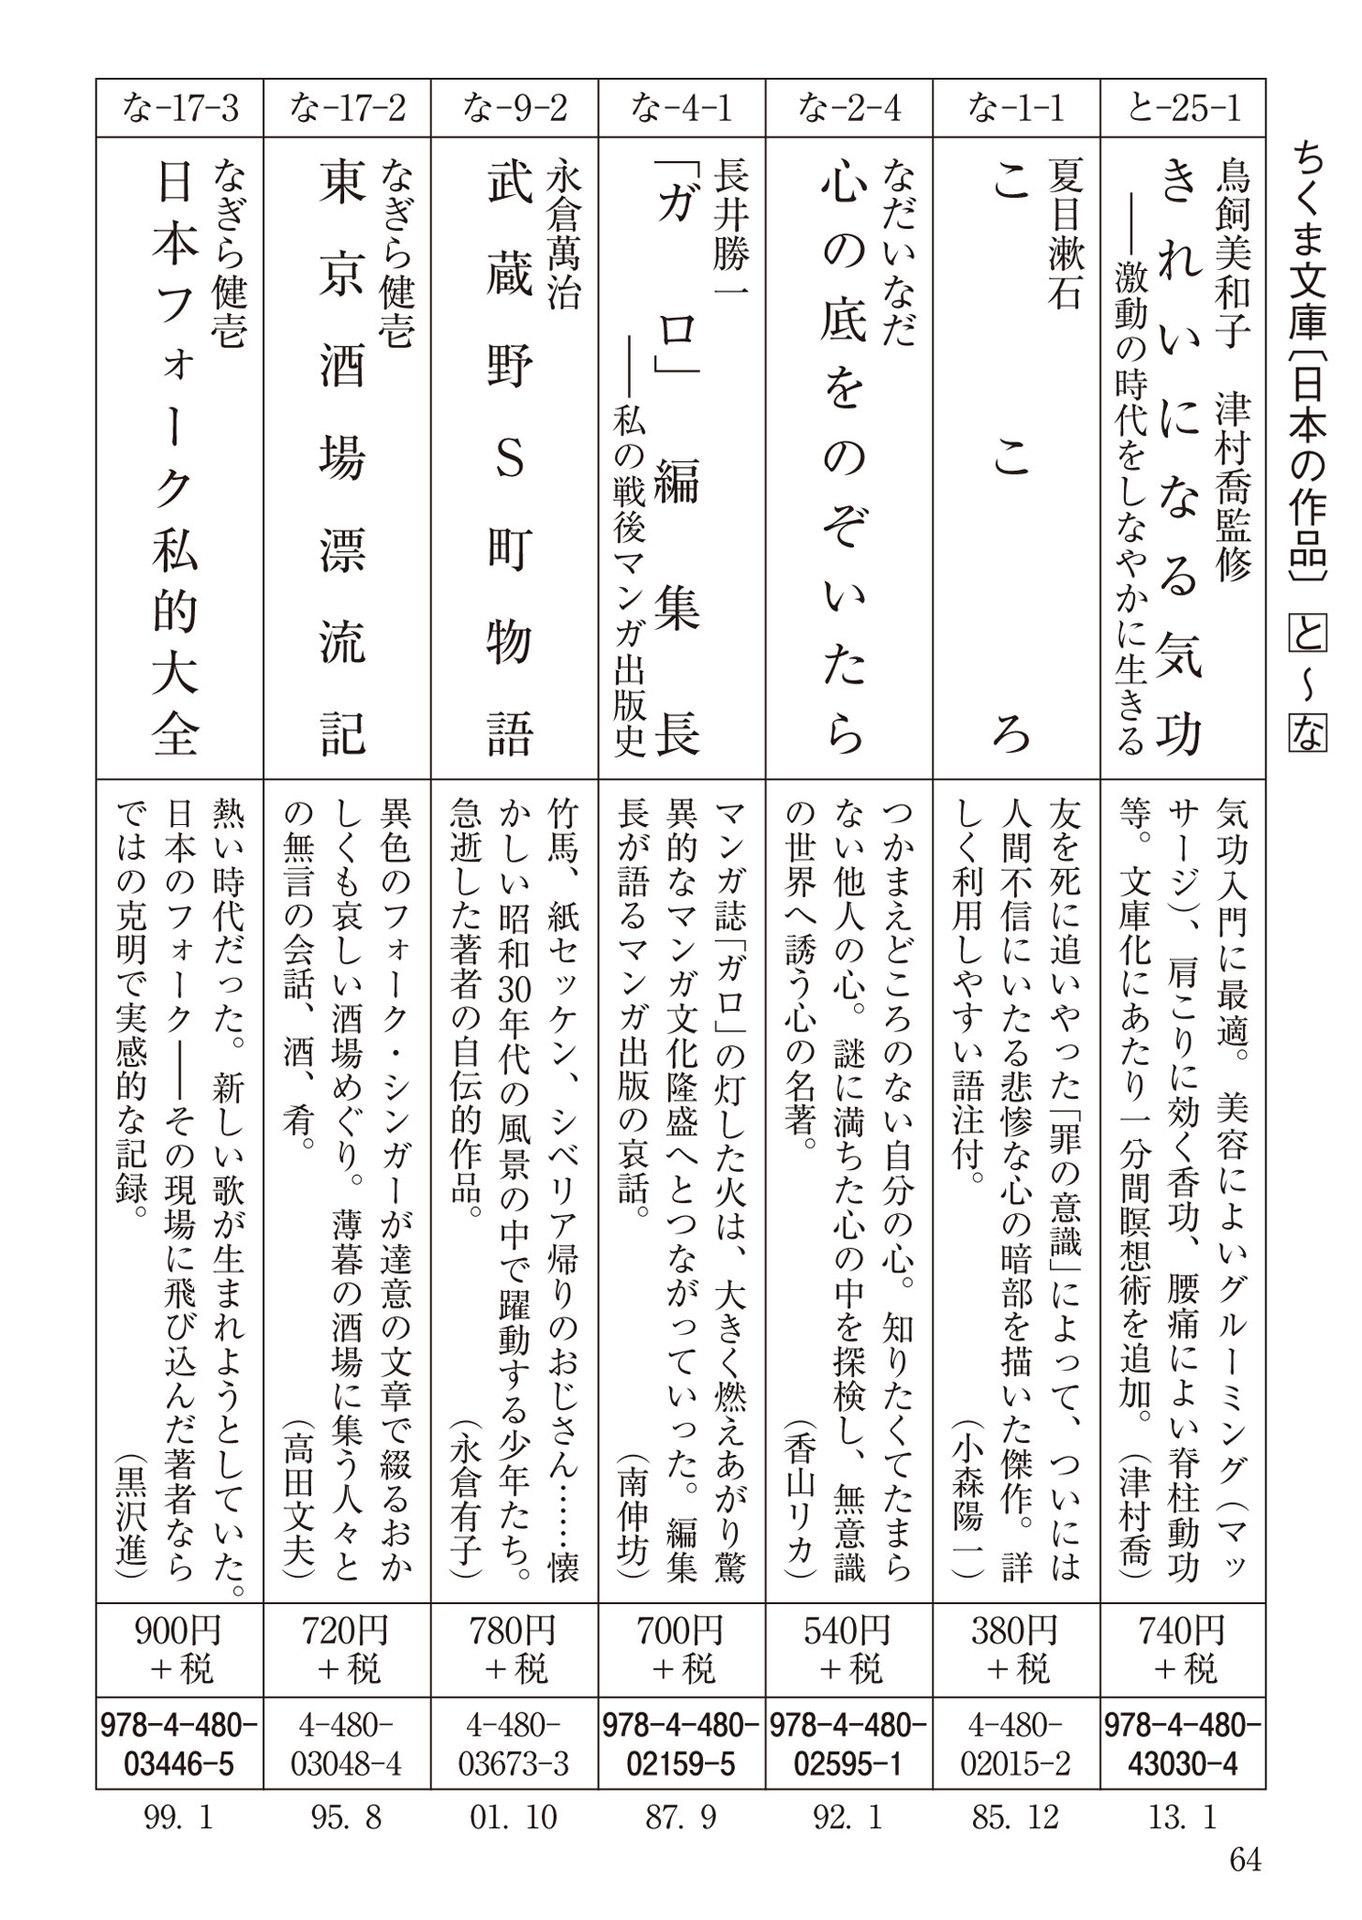 ちくま文庫〔日本の作品〕 と〜な
と-25-1
鳥飼美和子　津村喬監修
きれいになる気功
――激動の時代をしなやかに生きる
気功入門に最適。美容によいグルーミング（マッ
サージ）、肩こりに効く香功、腰痛によい脊柱動功
等。文庫化にあたり一分間瞑想術を追加。（津村喬）
740円
＋税
978-4-480-
43030-4
13. 1
な-1-1
夏目漱石
こころ
友を死に追いやった「罪の意識」によって、ついには
人間不信にいたる悲惨な心の暗部を描いた傑作。詳
しく利用しやすい語注付。（小森陽一）
380円
＋税
4-480-
02015-2
85. 12
な-2-4
なだいなだ
心の底をのぞいたら
つかまえどころのない自分の心。知りたくてたまら
ない他人の心。謎に満ちた心の中を探検し、無意識
の世界へ誘う心の名著。（香山リカ）
540円
＋税
978-4-480-
02595-1
92. 1
な-4-1
長井勝一
「ガロ」編集長
――私の戦後マンガ出版史
マンガ誌「ガロ」の灯した火は、大きく燃えあがり驚
異的なマンガ文化隆盛へとつながっていった。編集
長が語るマンガ出版の哀話。（南伸坊）
700円
＋税
978-4-480-
02159-5
87. 9
な-9-2
永倉萬治
武蔵野S町物語
竹馬、紙セッケン、シベリア帰りのおじさん……懐
かしい昭和30年代の風景の中で躍動する少年たち。
急逝した著者の自伝的作品。（永倉有子）
780円
＋税
4-480-
03673-3
01. 10
な-17-2
なぎら健壱
東京酒場漂流記
異色のフォーク・シンガーが達意の文章で綴るおか
しくも哀しい酒場めぐり。薄暮の酒場に集う人々と
の無言の会話、酒、肴。（高田文夫）
720円
＋税
4-480-
03048-4
95. 8
な-17-3
なぎら健壱
日本フォーク私的大全
熱い時代だった。新しい歌が生まれようとしていた。
日本のフォーク――その現場に飛び込んだ著者なら
ではの克明で実感的な記録。（黒沢進）
900円
＋税
978-4-480-
03446-5
99. 1
64